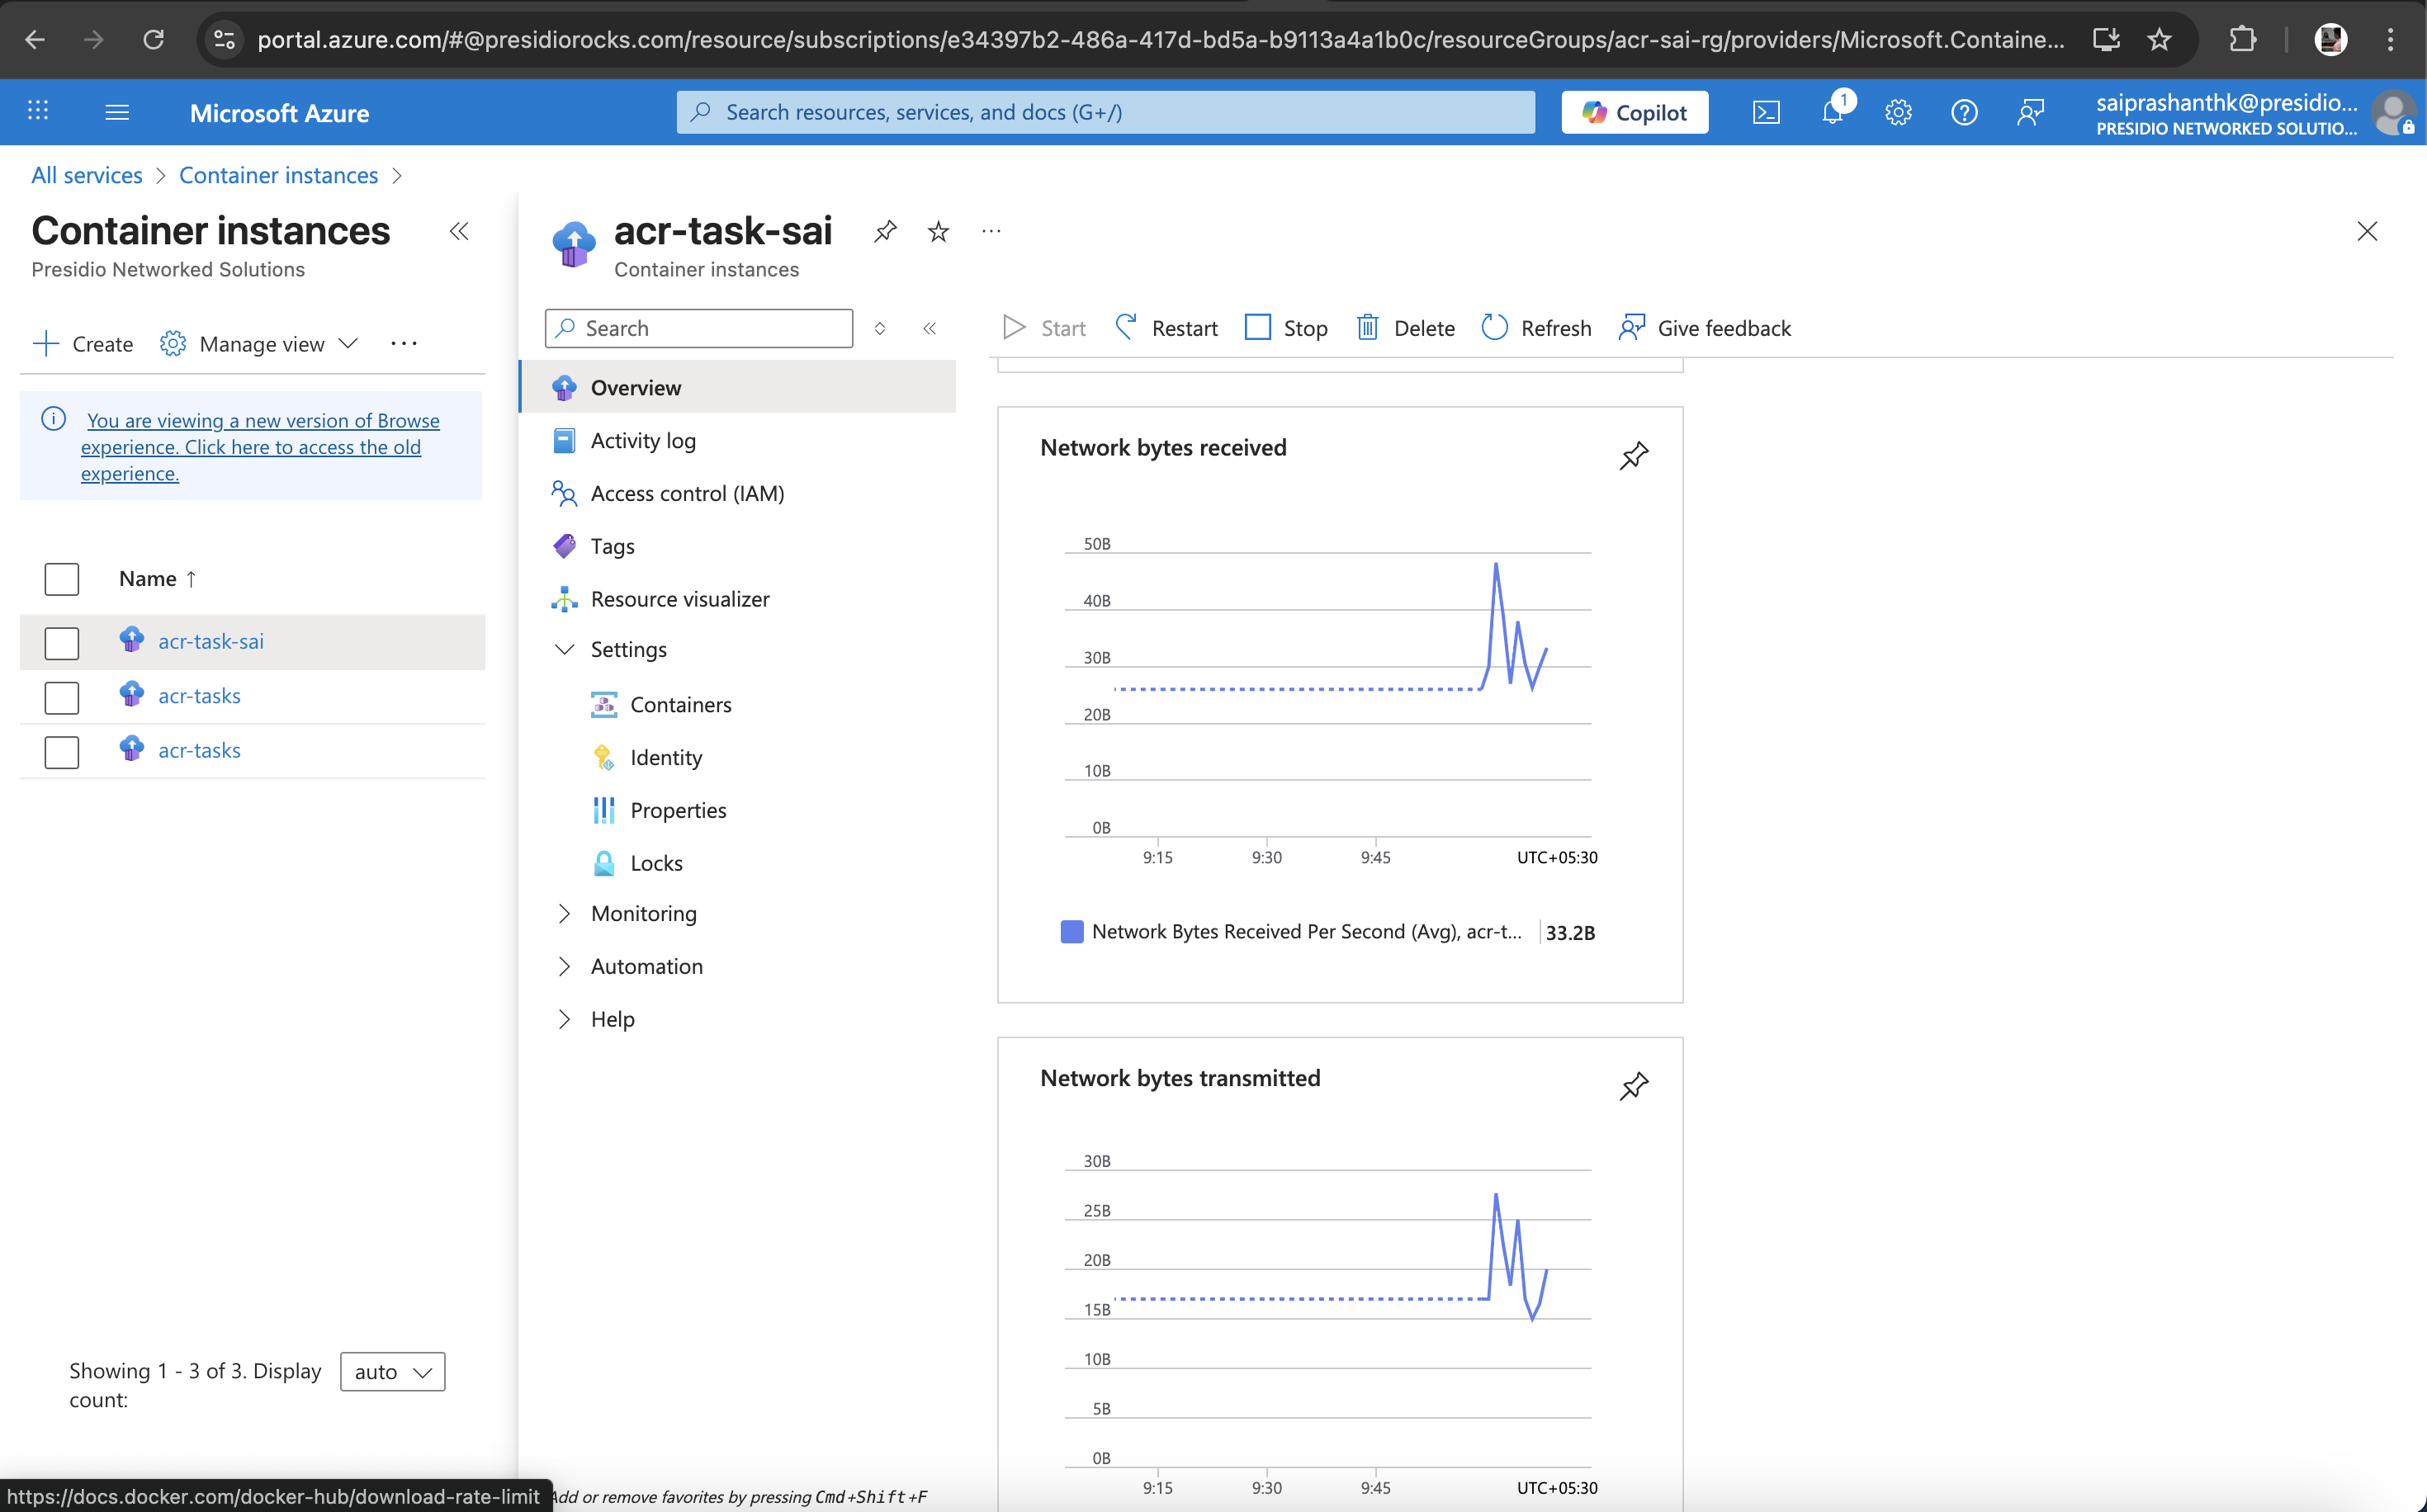 portal.azure.com/#@presidiorocks.com/resource/subscriptions/e34397b2-486a-417d-bd5a-b9113a4a1b0c/resourceGroups/acr-sai-rg/providers/Microsoft.Containe...
Microsoft Azure
Search resources, services, and docs (G+/)
Copilot
1
saiprashanthk@presidio...
PRESIDIO NETWORKED SOLUTIO...
All services > Container instances >
Container instances
Presidio Networked Solutions
Create
Manage view
You are viewing a new version of Browse
experience. Click here to access the old
experience.
Name ↑
acr-task-sai
acr-tasks
acr-tasks
Showing 1 - 3 of 3. Display
count:
auto
https://docs.docker.com/docker-hub/download-rate-limit
acr-task-sai
Container instances
Search
Overview
Activity log
Access control (IAM)
Tags
Resource visualizer
Settings
Containers
Identity
Properties
Locks
Monitoring
Automation
Help
Add or remove favorites by pressing Cmd+Shift+F
Start
Restart
Stop
Delete
Refresh
Give feedback
Network bytes received
50B
40B
30B
20B
10B
0B
9:15 9:30 9:45 UTC+05:30
Network Bytes Received Per Second (Avg), acr-t... 33.2B
Network bytes transmitted
30B
25B
20B
15B
10B
5B
0B
9:15 9:30 9:45 UTC+05:30